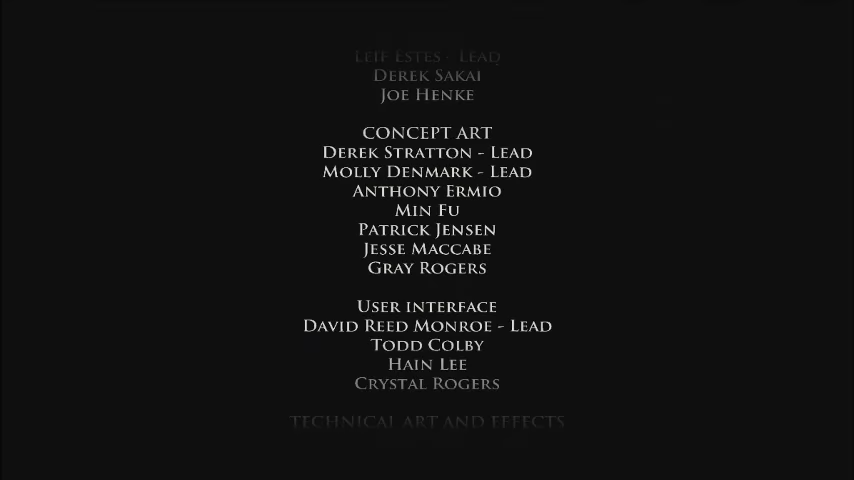 Leif Estes - Lead
Derek Sakai
Joe Henke
CONCEPT ART
Derek Stratton - Lead
Molly Denmark - Lead
Anthony Ermio
Min Fu
Patrick Jensen
Jesse Maccabe
Gray Rogers
User interface
David Reed Monroe - Lead
Todd Colby
Hain Lee
Crystal Rogers
TECHNICAL ART AND EFFECTS